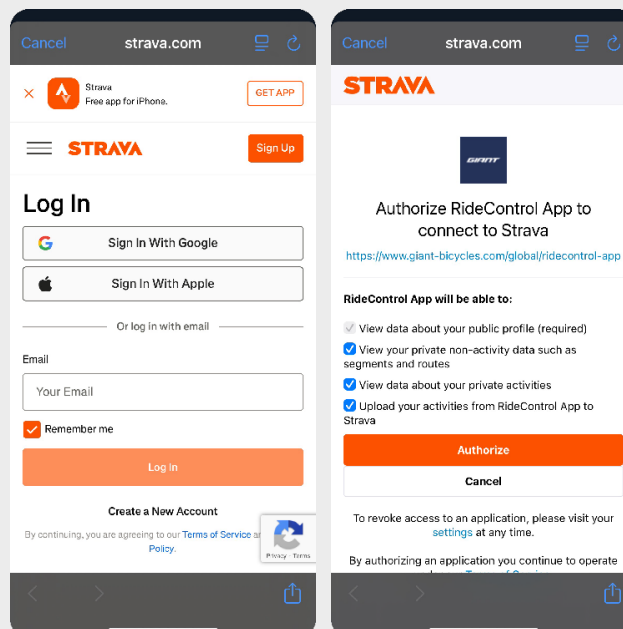 Cancel
strava.com
Strava
Free app for iPhone.
GET APP
STRAVA
Sign Up
Log In
Sign In With Google
Sign In With Apple
Or log in with email
Email
Your Email
Remember me
Log In
Create a New Account
By continuing, you are agreeing to our Terms of Service
Policy.
Privacy - Terms
Cancel
strava.com
STRAVA
GIANT
Authorize RideControl App to
connect to Strava
https://www.giant-bicycles.com/global/ridecontrol-app
RideControl App will be able to:
View data about your public profile (required)
View your private non-activity data such as
segments and routes
View data about your private activities
Upload your activities from RideControl App to
Strava
Authorize
Cancel
To revoke access to an application, please visit your
settings at any time.
By authorizing an application you continue to operate